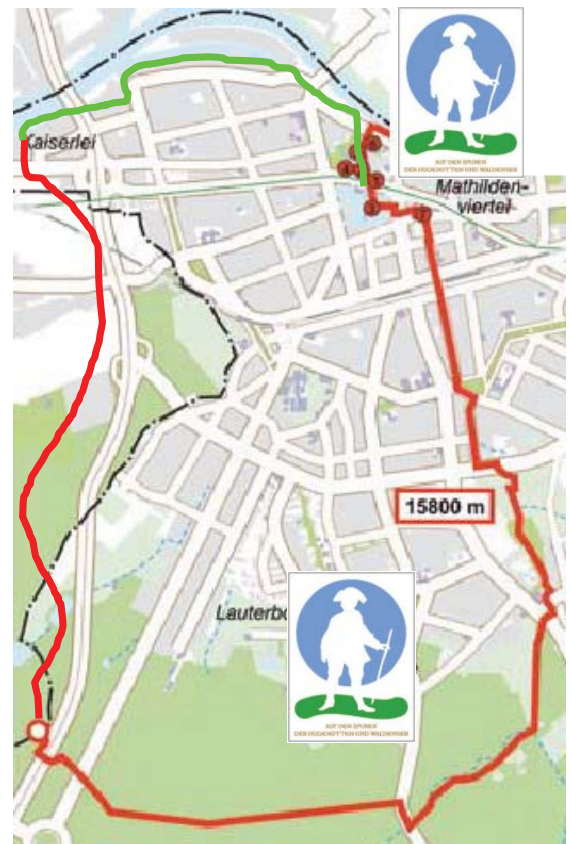 AUF DEN SPUREN
DER HUGENOTTEN UND WALDENSER
Kaiserlei
Mathilden-
viertel
15800 m
Lauterbo
AUF DEN SPUREN
DER HUGENOTTEN UND WALDENSER